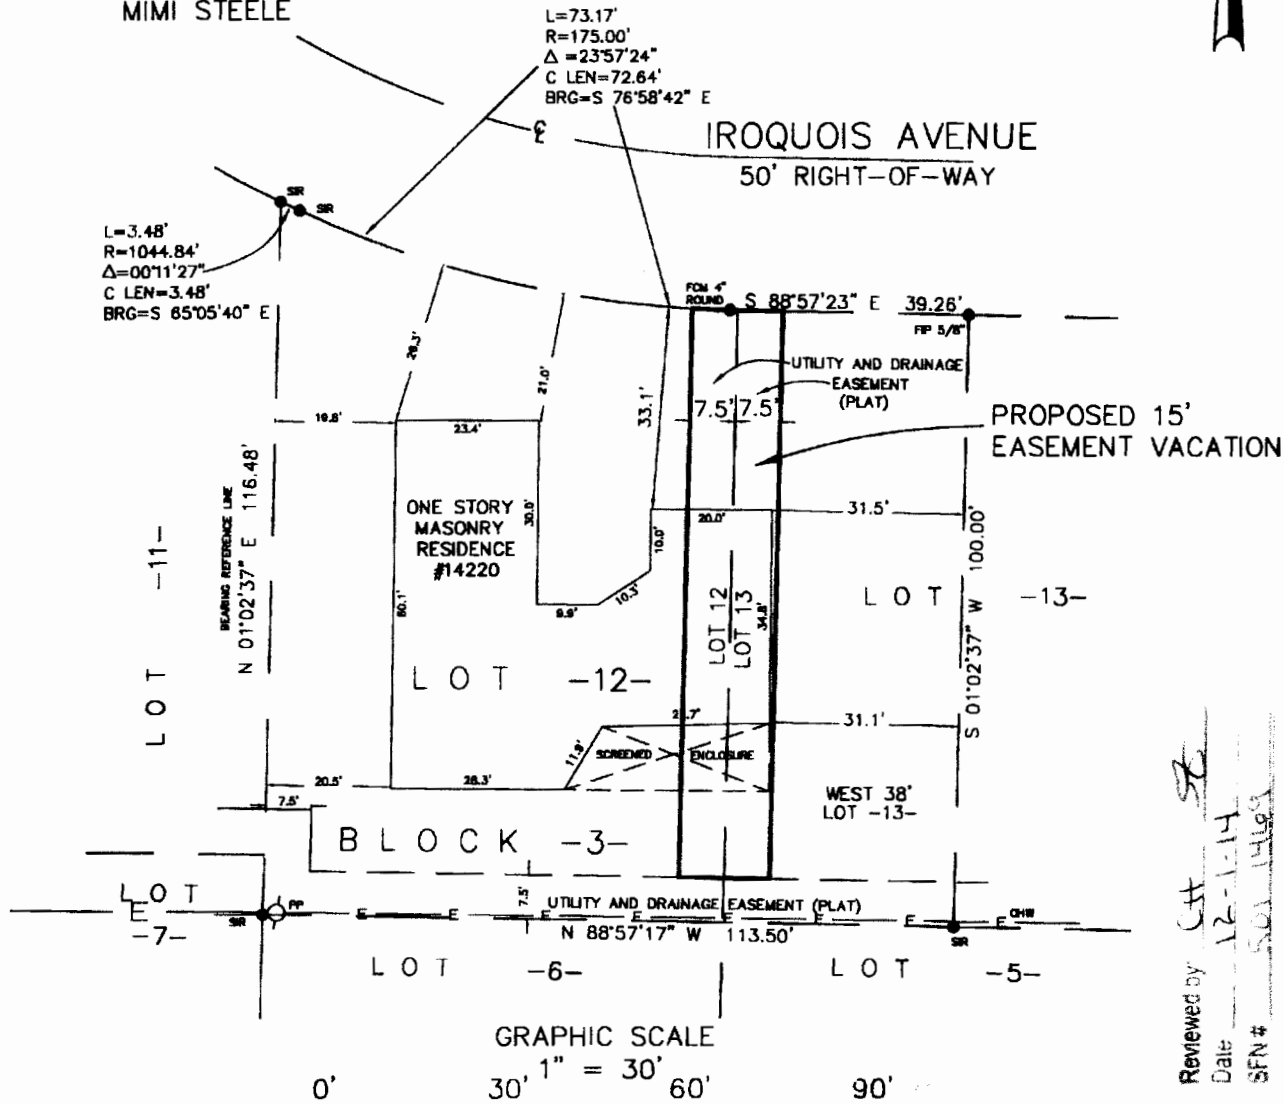 MIMI STEELE
L=73.17'
R=175.00'
Δ =23°57'24"
C LEN=72.64'
BRG=S 76°58'42" E
℄
IROQUOIS AVENUE
50' RIGHT-OF-WAY
SIR
SIR
L=3.48'
R=1044.84'
Δ=00°11'27"
C LEN=3.48'
BRG=S 65°05'40" E
FCM 4"
ROUND
S 88°57'23" E 39.26'
FIP 5/8"
UTILITY AND DRAINAGE
EASEMENT
(PLAT)
7.5' 7.5'
PROPOSED 15'
EASEMENT VACATION
21.0'
33.1'
23.4'
BEARING REFERENCE LINE
N 01°02'37" E 116.48'
ONE STORY
MASONRY
RESIDENCE
#14220
30.0'
10.0'
20.0'
31.5'
LOT -11-
60.1'
9.9'
10.3'
LOT 12
LOT 13
34.8'
LOT -13-
S 01°02'37" W 100.00'
LOT -12-
31.1'
11.9'
SCREENED ENCLOSURE
20.5'
28.3'
7.5'
WEST 38'
LOT -13-
BLOCK -3-
LOT
-7-
E
SIR
PP
7.5'
UTILITY AND DRAINAGE EASEMENT (PLAT)
E E E E E E E E
OHW
N 88°57'17" W 113.50'
SIR
LOT -6-
LOT -5-
GRAPHIC SCALE
1" = 30'
0' 30' 60' 90'
Reviewed by CH
Date 12-1-14
SFN #